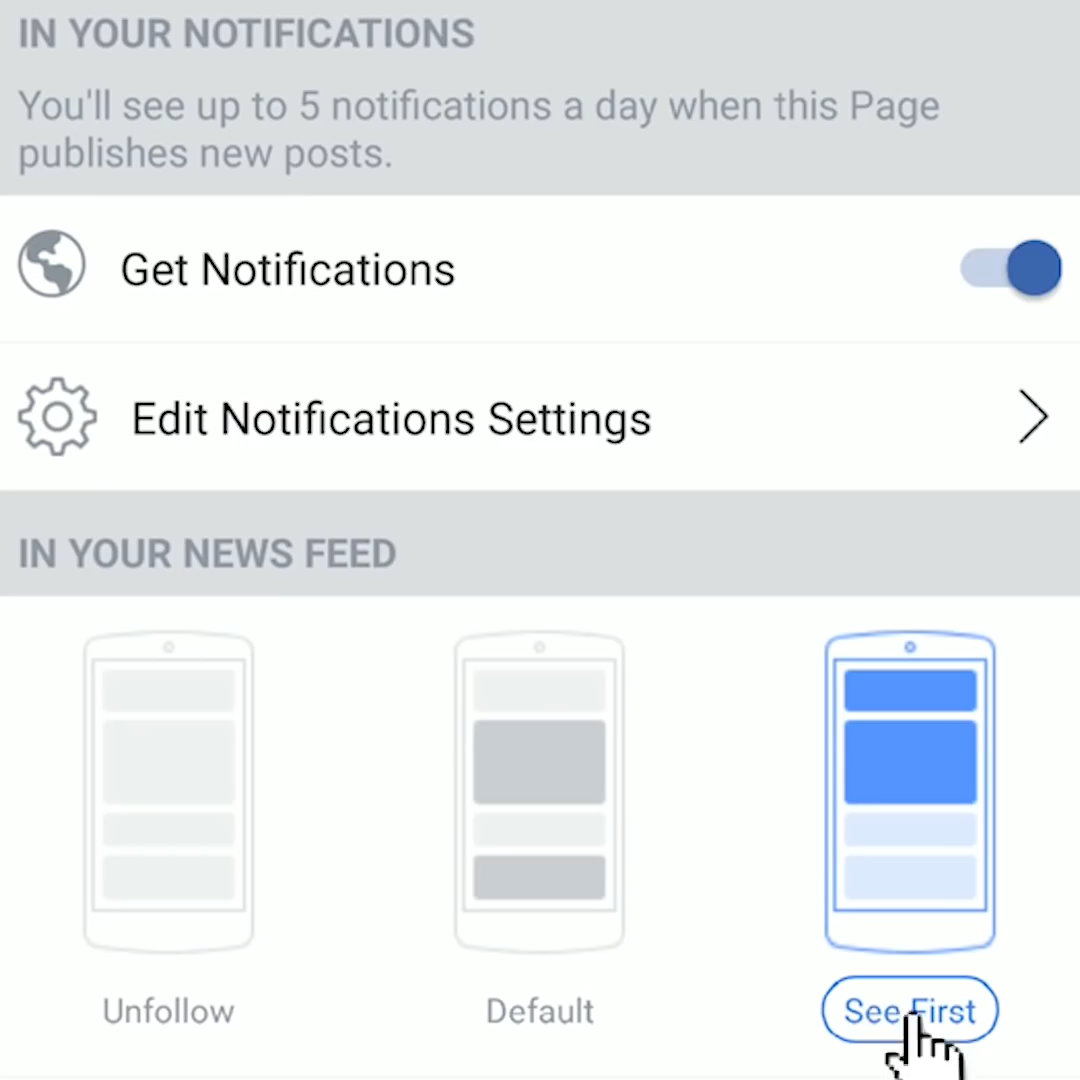 IN YOUR NOTIFICATIONS
You'll see up to 5 notifications a day when this Page
publishes new posts.
Get Notifications
Edit Notifications Settings
IN YOUR NEWS FEED
Unfollow
Default
See First